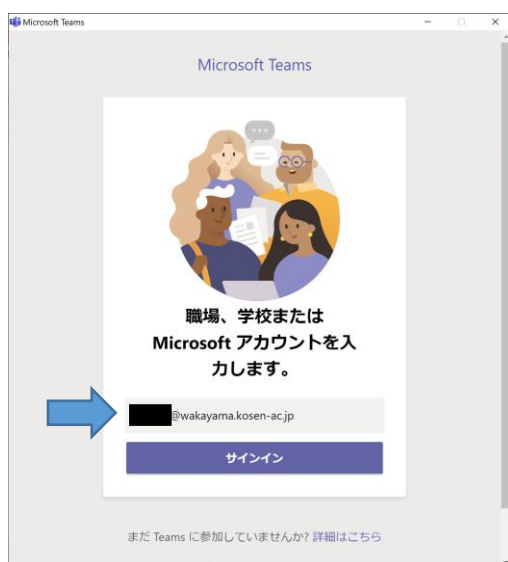 Microsoft Teams
Microsoft Teams
職場、学校または
Microsoft アカウントを入
力します。
@wakayama.kosen-ac.jp
サインイン
まだ Teams に参加していませんか? 詳細はこちら